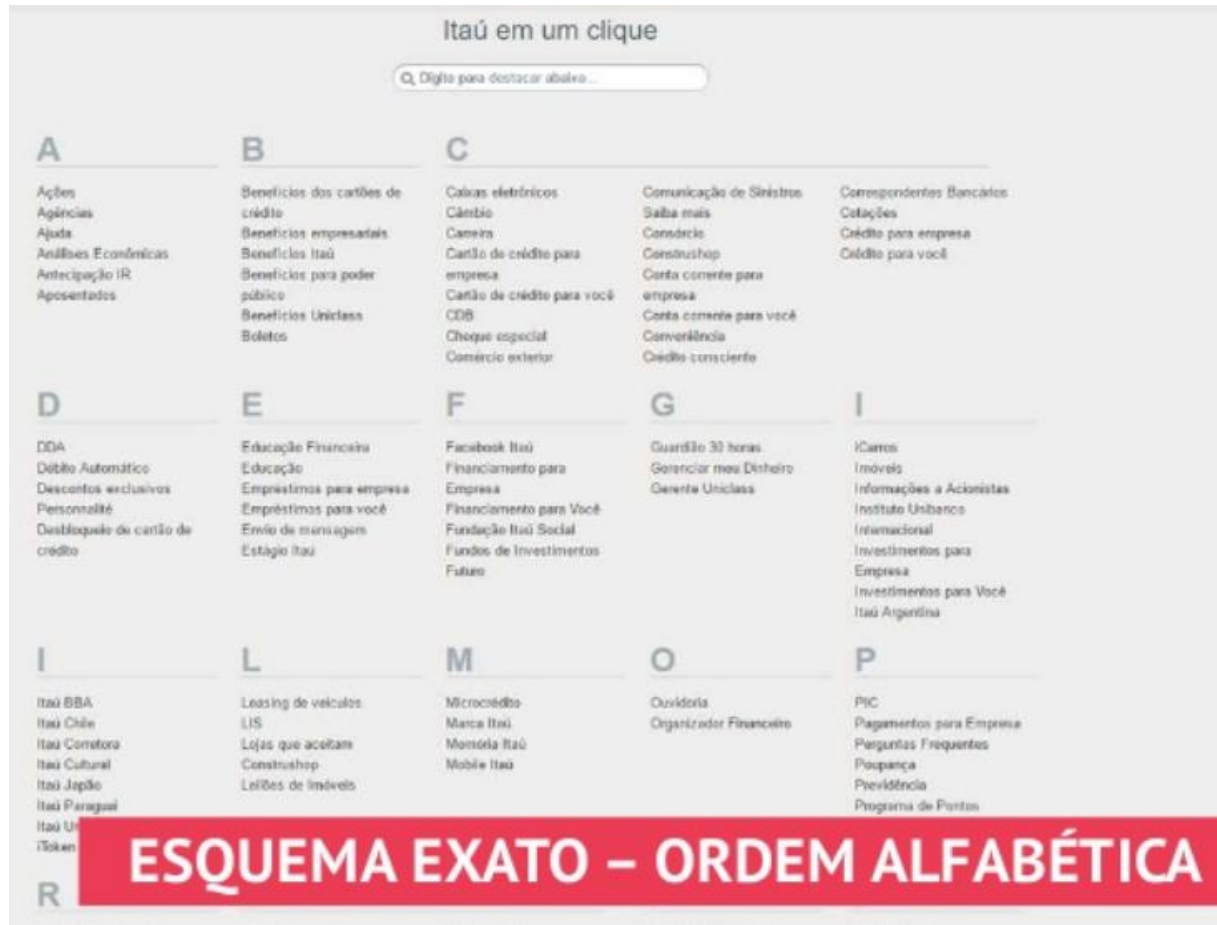 Itaú em um clique
Digite para destacar abaixo...
A
Ações
Agências
Ajuda
Análises Econômicas
Antecipação IR
Aposentados
B
Benefícios dos cartões de
crédito
Benefícios empresariais
Benefícios Itaú
Benefícios para poder
público
Benefícios Uniclass
Boletos
C
Caixas eletrônicos
Câmbio
Carreira
Cartão de crédito para
empresa
Cartão de crédito para você
CDB
Cheque especial
Comércio exterior
Comunicação de Sinistros
Saiba mais
Consórcio
Construshop
Conta corrente para
empresa
Conta corrente para você
Conveniência
Crédito consciente
Correspondentes Bancários
Cotações
Crédito para empresa
Crédito para você
D
DDA
Débito Automático
Descontos exclusivos
Personnalité
Desbloqueio de cartão de
crédito
E
Educação Financeira
Educação
Empréstimos para empresa
Empréstimos para você
Envio de mensagem
Estágio Itaú
F
Facebook Itaú
Financiamento para
Empresa
Financiamento para Você
Fundação Itaú Social
Fundos de Investimentos
Futuro
G
Guardião 30 horas
Gerenciar meu Dinheiro
Gerente Uniclass
I
iCarros
Imóveis
Informações a Acionistas
Instituto Unibanco
Internacional
Investimentos para
Empresa
Investimentos para Você
Itaú Argentina
I
Itaú BBA
Itaú Chile
Itaú Corretora
Itaú Cultural
Itaú Japão
Itaú Paraguai
Itaú
iToken
L
Leasing de veículos
LIS
Lojas que aceitam
Construshop
Leilões de Imóveis
M
Microcrédito
Marca Itaú
Memória Itaú
Mobile Itaú
O
Ouvidoria
Organizador Financeiro
P
PIC
Pagamentos para Empresa
Perguntas Frequentes
Poupança
Previdência
Programa de Pontos
ESQUEMA EXATO – ORDEM ALFABÉTICA
R